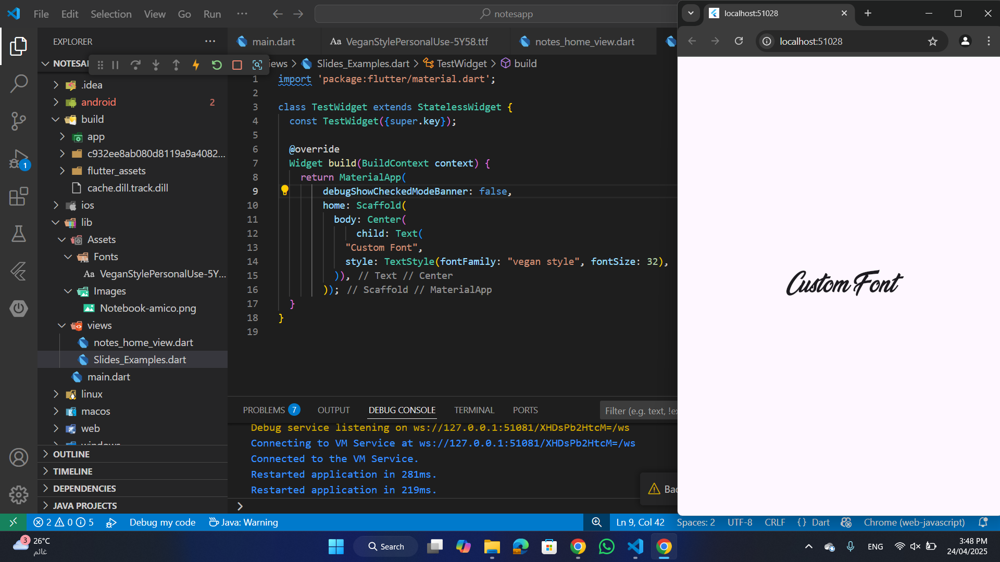 File Edit Selection View Go Run ··· notesapp
EXPLORER ···
NOTESA
.idea
android 2
build
app
c932ee8ab080d8119a9a4082...
flutter_assets
cache.dill.track.dill
ios
lib
Assets
Fonts
Aa VeganStylePersonalUse-5Y...
Images
Notebook-amico.png
views
notes_home_view.dart
Slides_Examples.dart
main.dart
linux
macos
web
windows
OUTLINE
TIMELINE
DEPENDENCIES
JAVA PROJECTS
1
main.dart Aa VeganStylePersonalUse-5Y58.ttf notes_home_view.dart
iews > Slides_Examples.dart > TestWidget > build
1 import 'package:flutter/material.dart';
2
3 class TestWidget extends StatelessWidget {
4 const TestWidget({super.key});
5
6 @override
7 Widget build(BuildContext context) {
8 return MaterialApp(
9 debugShowCheckedModeBanner: false,
10 home: Scaffold(
11 body: Center(
12 child: Text(
13 "Custom Font",
14 style: TextStyle(fontFamily: "vegan style", fontSize: 32),
15 )), // Text // Center
16 )); // Scaffold // MaterialApp
17 }
18 }
19
PROBLEMS 7 OUTPUT DEBUG CONSOLE TERMINAL PORTS Filter (e.g. text, !ex
Debug service listening on ws://127.0.0.1:51081/XHDsPb2HtcM=/ws
Connecting to VM Service at ws://127.0.0.1:51081/XHDsPb2HtcM=/ws
Connected to the VM Service.
Restarted application in 281ms.
Restarted application in 219ms.
Bac
localhost:51028
localhost:51028
Custom Font
2 0 5 Debug my code Java: Warning Ln 9, Col 42 Spaces: 2 UTF-8 CRLF {} Dart Chrome (web-javascript)
3 26°C
غائم
Search
ENG
3:48 PM
24/04/2025